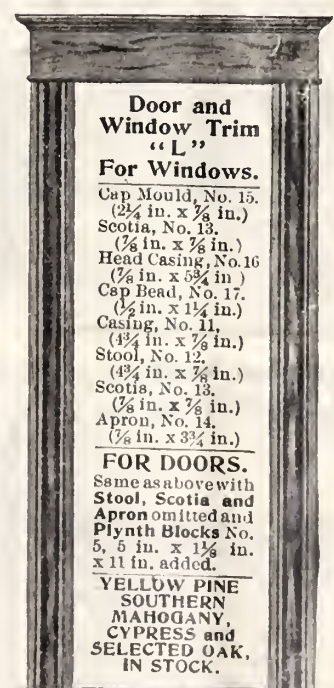 Door and
Window Trim
“L”
For Windows.
Cap Mould, No. 15.
(2¼ in. x ⅞ in.)
Scotia, No. 13.
(⅞ in. x ⅞ in.)
Head Casing, No.16
(⅞ in. x 5¾ in )
Cap Bead, No. 17.
(½ in. x 1¼ in.)
Casing, No. 11,
(4¾ in. x ⅞ in.)
Stool, No. 12.
(4¾ in. x ⅞ in.)
Scotia, No. 13.
(⅞ in. x ⅞ in.)
Apron, No. 14.
(⅞ in. x 3¾ in.)
FOR DOORS.
Same as above with
Stool, Scotia and
Apron omitted and
Plynth Blocks No.
5, 5 in. x 1⅛ in.
x 11 in. added.
YELLOW PINE
SOUTHERN
MAHOGANY,
CYPRESS and
SELECTED OAK,
IN STOCK.